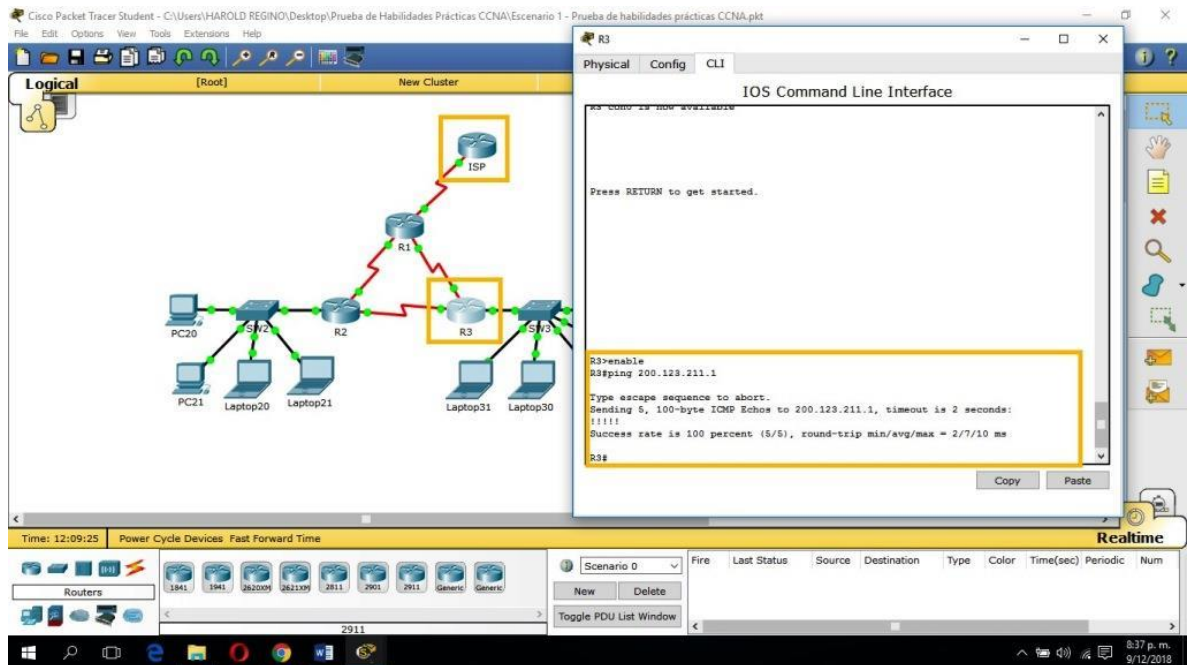 Cisco Packet Tracer Student - C:\Users\HAROLD REGINO\Desktop\Prueba de Habilidades Prácticas CCNA\Escenario 1 - Prueba de habilidades prácticas CCNA.pkt
File Edit Options View Tools Extensions Help
Logical [Root] New Cluster
ISP
R1
PC20 SW2 R2 R3 SW3
PC21 Laptop20 Laptop21 Laptop31 Laptop30
R3
Physical Config CLI
IOS Command Line Interface
R3 con0 is now available
Press RETURN to get started.
R3>enable
R3#ping 200.123.211.1
Type escape sequence to abort.
Sending 5, 100-byte ICMP Echos to 200.123.211.1, timeout is 2 seconds:
!!!!!
Success rate is 100 percent (5/5), round-trip min/avg/max = 2/7/10 ms
R3#
Copy Paste
Time: 12:09:25 Power Cycle Devices Fast Forward Time Realtime
Routers
1841 1941 2620XM 2621XM 2811 2901 2911 Generic Generic
2911
Scenario 0
New Delete
Toggle PDU List Window
Fire Last Status Source Destination Type Color Time(sec) Periodic Num
8:37 p. m.
9/12/2018